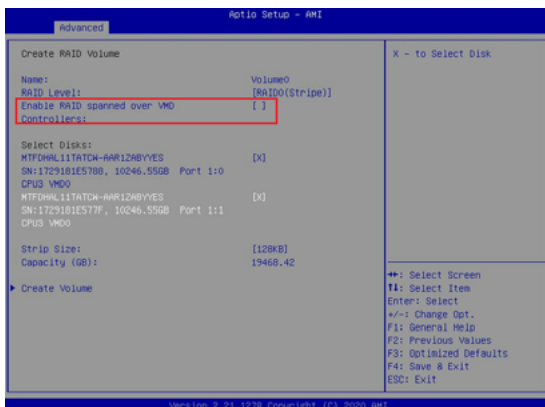 Aptio Setup - AMI
Advanced
Create RAID Volume
X - to Select Disk
Name: Volume0
RAID Level: [RAID0(Stripe)]
Enable RAID spanned over VMD [ ]
Controllers:
Select Disks:
MTFDHAL11TATCW-AAR1ZABYYES [X]
SN:1729181E5788, 10246.55GB Port 1:0
CPU3 VMD0
MTFDHAL11TATCW-AAR1ZABYYES [X]
SN:1729181E577F, 10246.55GB Port 1:1
CPU3 VMD0
Strip Size: [128KB]
Capacity (GB): 19468.42
Create Volume
: Select Screen
: Select Item
Enter: Select
+/-: Change Opt.
F1: General Help
F2: Previous Values
F3: Optimized Defaults
F4: Save & Exit
ESC: Exit
Version 2.21.1278 Copyright (C) 2020 AMI